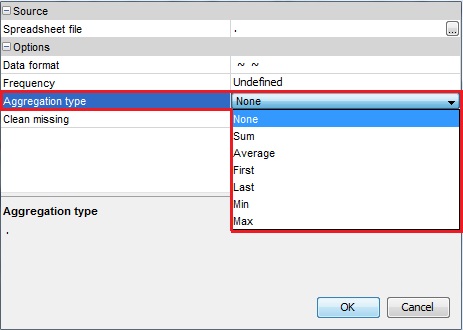 Source
Spreadsheet file .
...
Options
Data format ~ ~
Frequency Undefined
Aggregation type None
Clean missing None
Sum
Average
First
Last
Min
Max
Aggregation type
.
OK Cancel